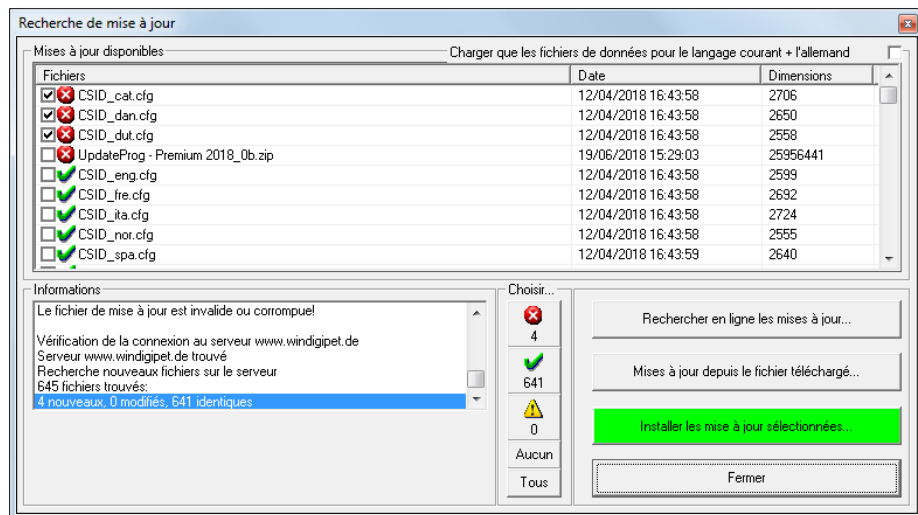 Recherche de mise à jour
Mises à jour disponibles
Charger que les fichiers de données pour le langage courant + l'allemand
Fichiers Date Dimensions
CSID_cat.cfg 12/04/2018 16:43:58 2706
CSID_dan.cfg 12/04/2018 16:43:58 2650
CSID_dut.cfg 12/04/2018 16:43:58 2558
UpdateProg - Premium 2018_0b.zip 19/06/2018 15:29:03 25956441
CSID_eng.cfg 12/04/2018 16:43:58 2599
CSID_fre.cfg 12/04/2018 16:43:58 2692
CSID_ita.cfg 12/04/2018 16:43:58 2724
CSID_nor.cfg 12/04/2018 16:43:58 2555
CSID_spa.cfg 12/04/2018 16:43:59 2640
Informations
Le fichier de mise à jour est invalide ou corrompue!
Vérification de la connexion au serveur www.windigipet.de
Serveur www.windigipet.de trouvé
Recherche nouveaux fichiers sur le serveur
645 fichiers trouvés:
4 nouveaux, 0 modifiés, 641 identiques
Choisir...
4
641
0
Aucun
Tous
Rechercher en ligne les mises à jour...
Mises à jour depuis le fichier téléchargé...
Installer les mise à jour sélectionnées...
Fermer